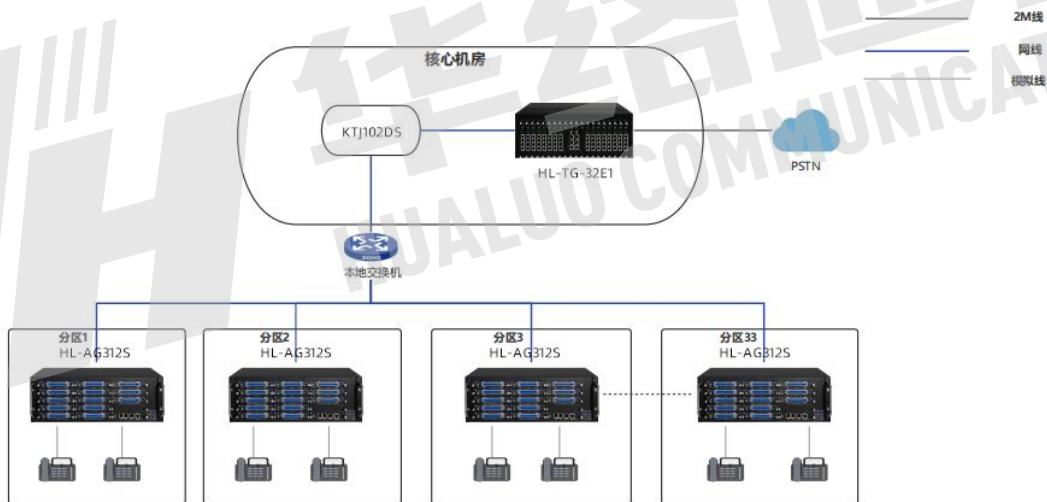 2M线
网线
模拟线
核心机房
KTJ102DS
HL-TG-32E1
PSTN
本地交换机
分区1
HL-AG312S
分区2
HL-AG312S
分区3
HL-AG312S
分区33
HL-AG312S
HUALUO COMMUNICA